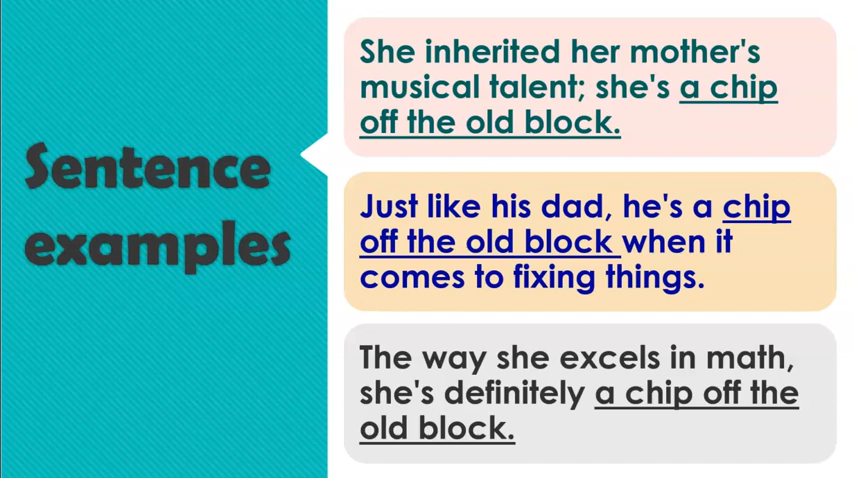 Sentence
examples
She inherited her mother's
musical talent; she's a chip
off the old block.
Just like his dad, he's a chip
off the old block when it
comes to fixing things.
The way she excels in math,
she's definitely a chip off the
old block.